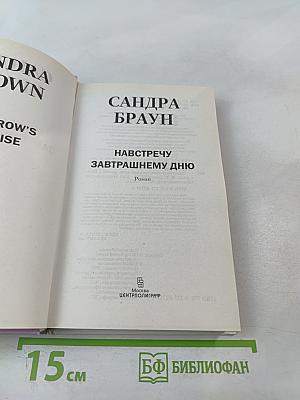 NDRA
OWN
ROW'S
ISE
САНДРА
БРАУН
НАВСТРЕЧУ
ЗАВТРАШНЕМУ ДНЮ
Роман
Москва
ЦЕНТРПОЛИГРАФ
15 см
БФ БИБЛИОФАН